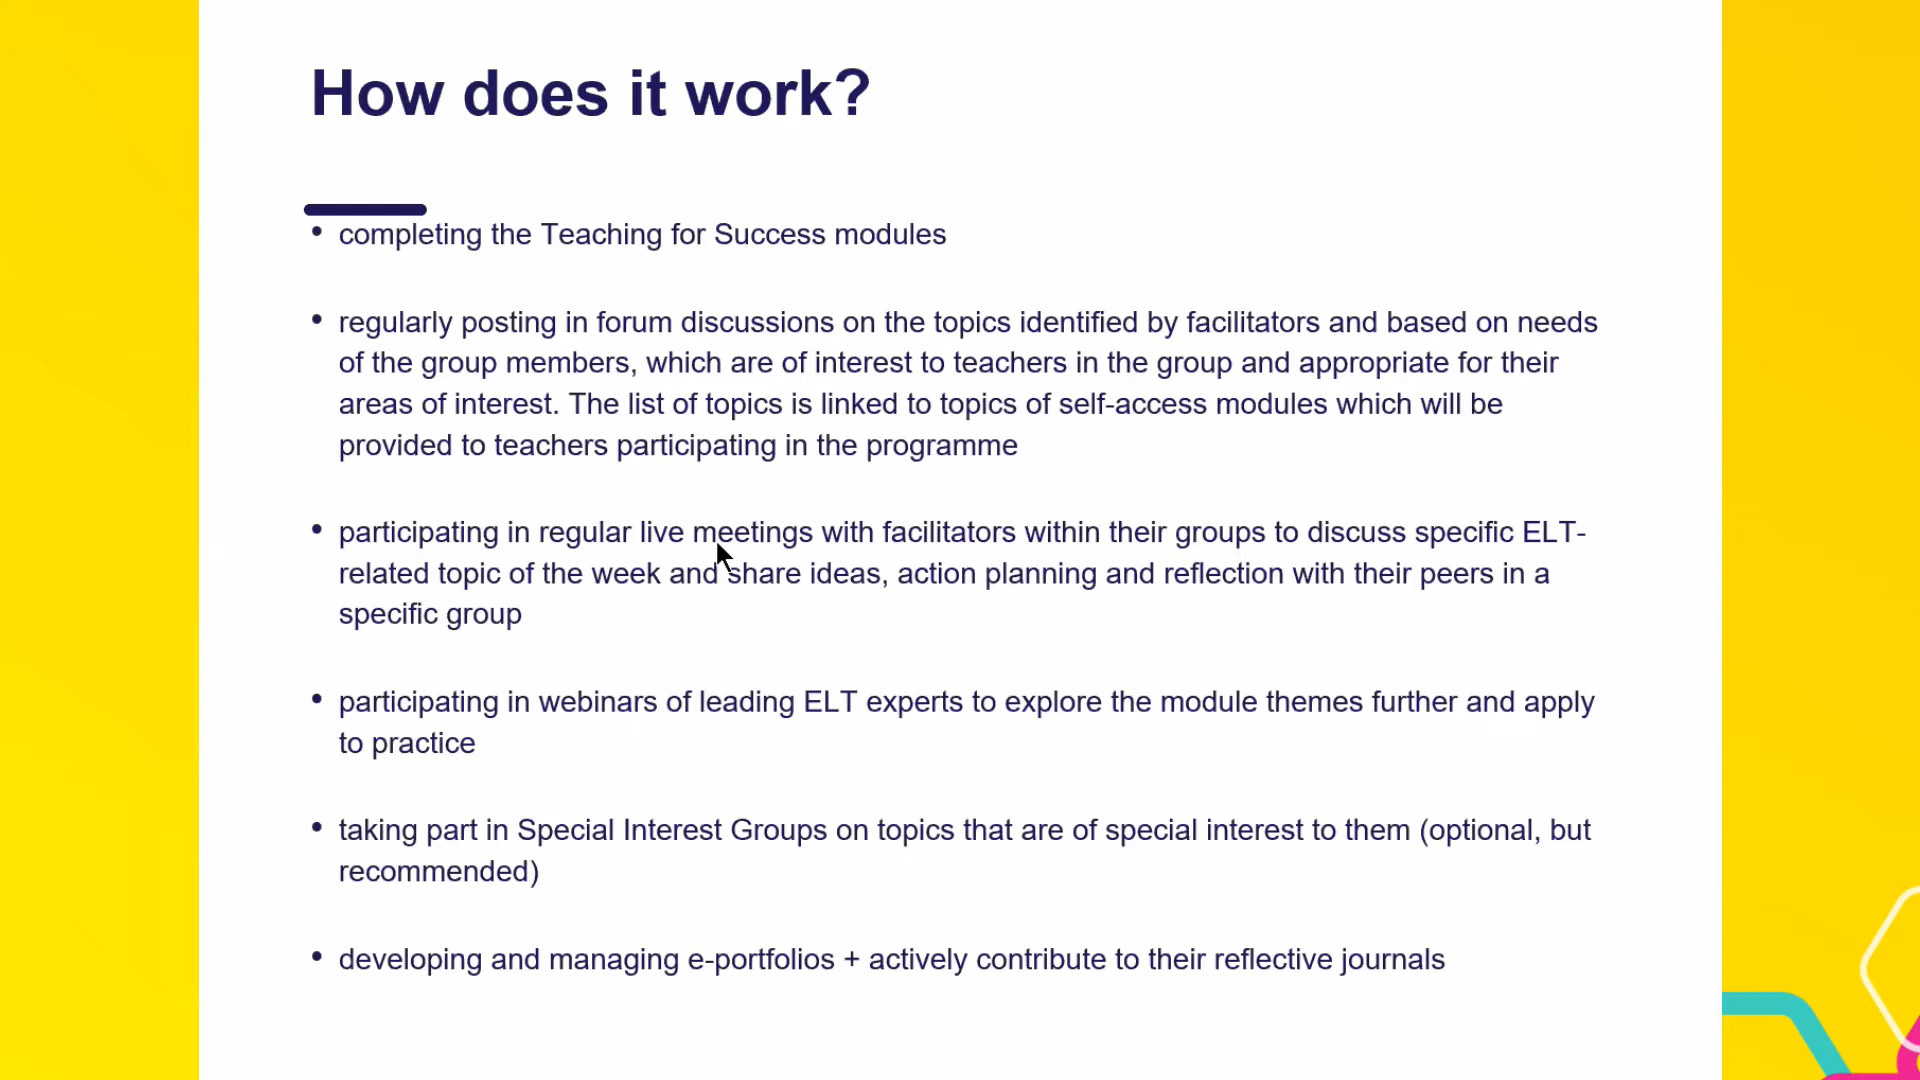 How does it work?
• completing the Teaching for Success modules
• regularly posting in forum discussions on the topics identified by facilitators and based on needs
of the group members, which are of interest to teachers in the group and appropriate for their
areas of interest. The list of topics is linked to topics of self-access modules which will be
provided to teachers participating in the programme
• participating in regular live meetings with facilitators within their groups to discuss specific ELT-
related topic of the week and share ideas, action planning and reflection with their peers in a
specific group
• participating in webinars of leading ELT experts to explore the module themes further and apply
to practice
• taking part in Special Interest Groups on topics that are of special interest to them (optional, but
recommended)
• developing and managing e-portfolios + actively contribute to their reflective journals